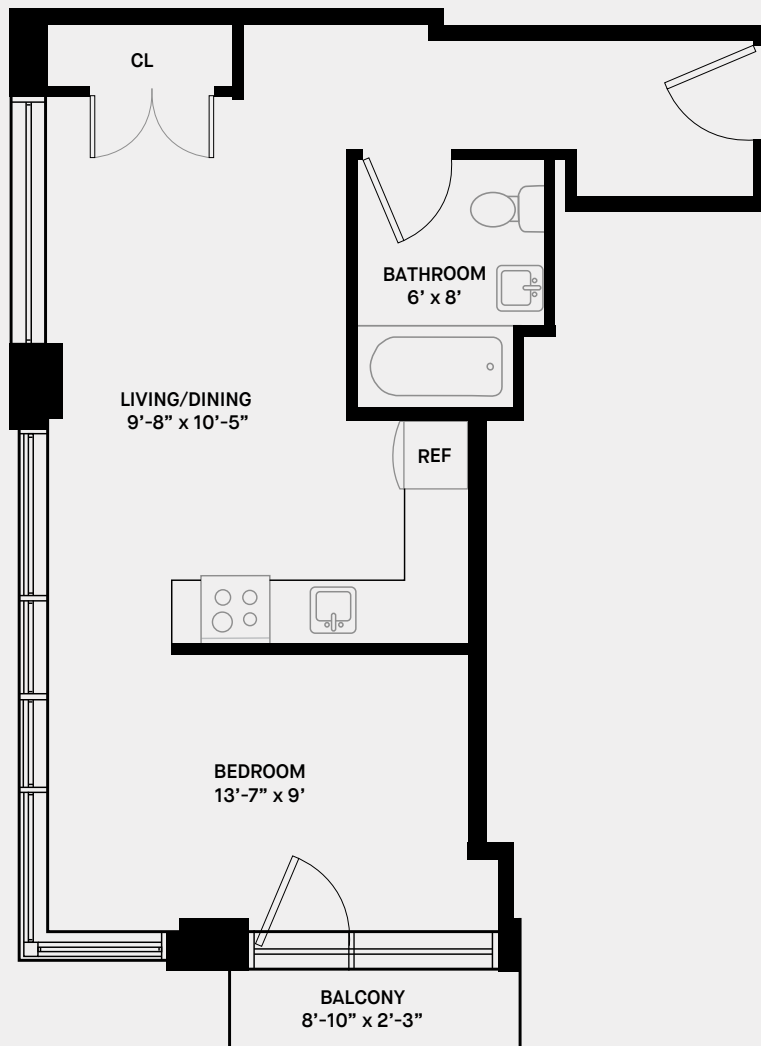 CL
BATHROOM
6’ x 8’
LIVING/DINING
9’-8” x 10’-5”
REF
BEDROOM
13’-7” x 9’
BALCONY
8’-10” x 2’-3”